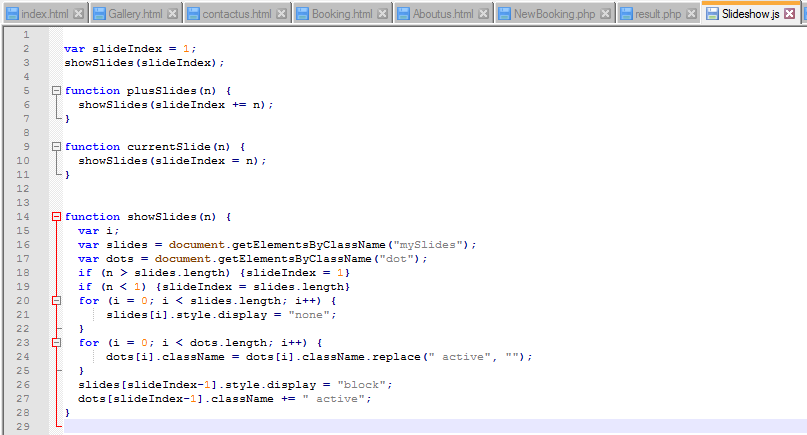 index.html Gallery.html contactus.html Booking.html Aboutus.html NewBooking.php result.php Slideshow.js
1
2 var slideIndex = 1;
3 showSlides(slideIndex);
4
5 function plusSlides(n) {
6 showSlides(slideIndex += n);
7 }
8
9 function currentSlide(n) {
10 showSlides(slideIndex = n);
11 }
12
13
14 function showSlides(n) {
15 var i;
16 var slides = document.getElementsByClassName("mySlides");
17 var dots = document.getElementsByClassName("dot");
18 if (n > slides.length) {slideIndex = 1}
19 if (n < 1) {slideIndex = slides.length}
20 for (i = 0; i < slides.length; i++) {
21 slides[i].style.display = "none";
22 }
23 for (i = 0; i < dots.length; i++) {
24 dots[i].className = dots[i].className.replace(" active", "");
25 }
26 slides[slideIndex-1].style.display = "block";
27 dots[slideIndex-1].className += " active";
28 }
29